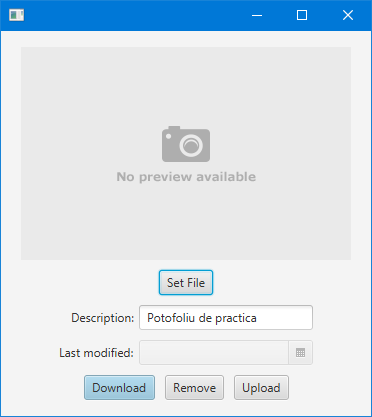 No preview available
Set File
Description: Potofoliu de practica
Last modified:
Download Remove Upload